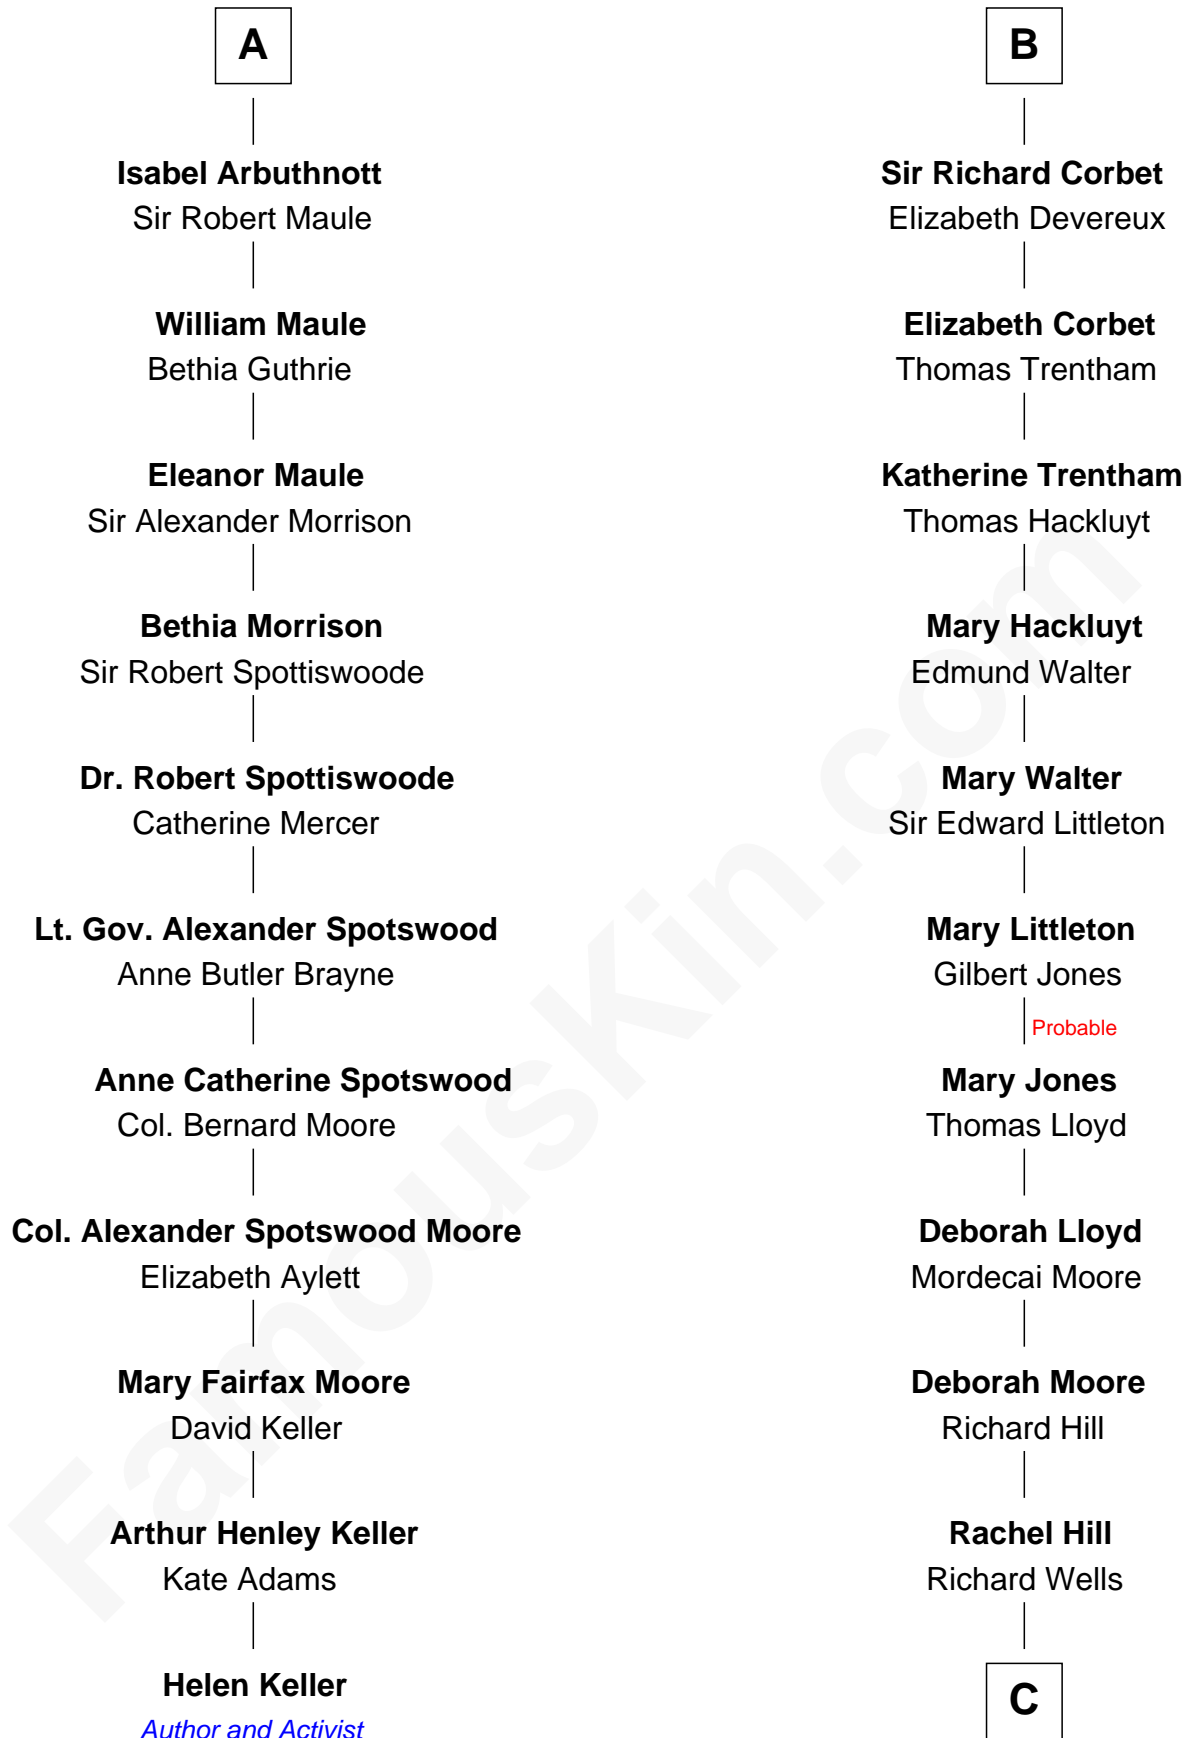 A
Isabel Arbuthnott
Sir Robert Maule
William Maule
Bethia Guthrie
Eleanor Maule
Sir Alexander Morrison
Bethia Morrison
Sir Robert Spottiswoode
Dr. Robert Spottiswoode
Catherine Mercer
Lt. Gov. Alexander Spotswood
Anne Butler Brayne
Anne Catherine Spotswood
Col. Bernard Moore
Col. Alexander Spotswood Moore
Elizabeth Aylett
Mary Fairfax Moore
David Keller
Arthur Henley Keller
Kate Adams
Helen Keller
Author and Activist
B
Sir Richard Corbet
Elizabeth Devereux
Elizabeth Corbet
Thomas Trentham
Katherine Trentham
Thomas Hackluyt
Mary Hackluyt
Edmund Walter
Mary Walter
Sir Edward Littleton
Mary Littleton
Gilbert Jones
Probable
Mary Jones
Thomas Lloyd
Deborah Lloyd
Mordecai Moore
Deborah Moore
Richard Hill
Rachel Hill
Richard Wells
C
FamousKin.com